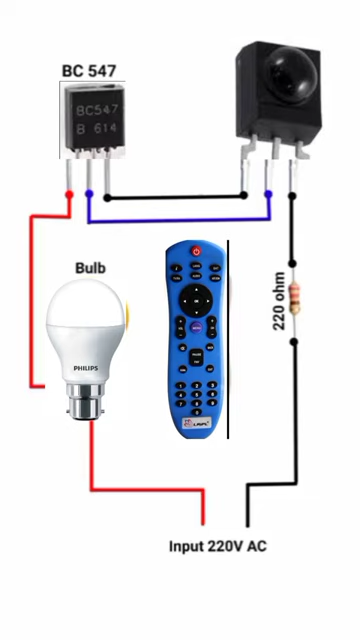 BC 547
BC547
B 614
Bulb
PHILIPS
220 ohm
Input 220V AC